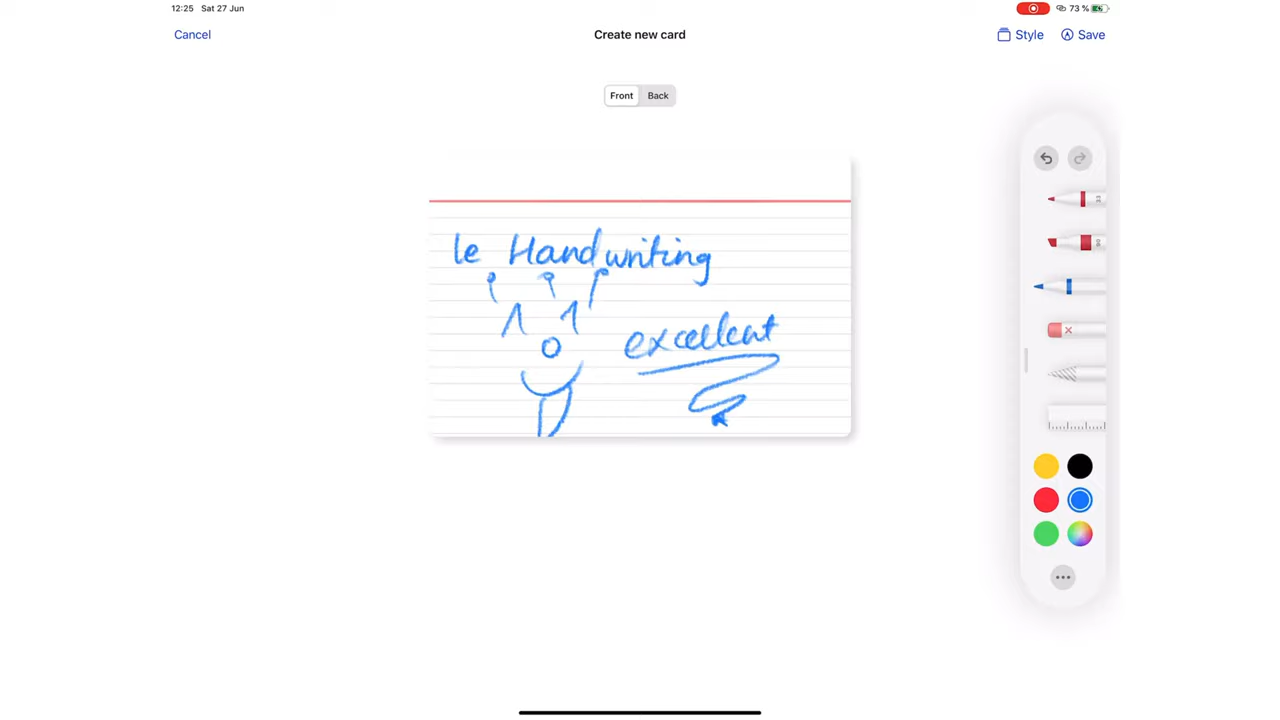 12:25 Sat 27 Jun 73 %
Cancel Create new card Style Save
Front Back
le Handwriting
excellent